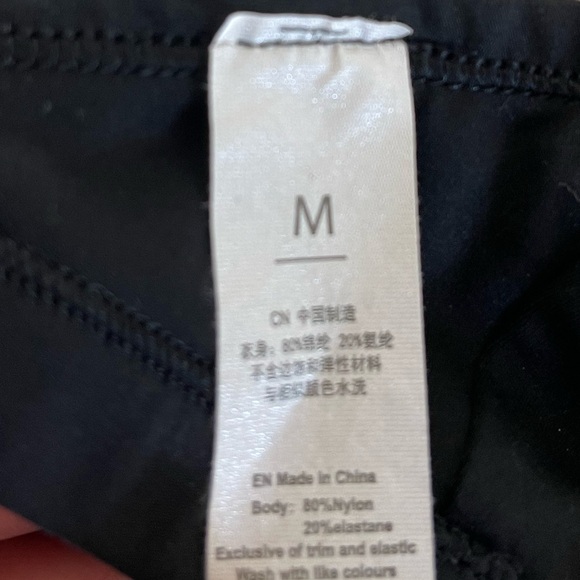 M
CN 中国制造
衣身：80%锦纶 20%氨纶
不含边饰和弹性材料
与相似颜色水洗
EN Made in China
Body: 80%Nylon
20%elastane
Exclusive of trim and elastic
Wash with like colours